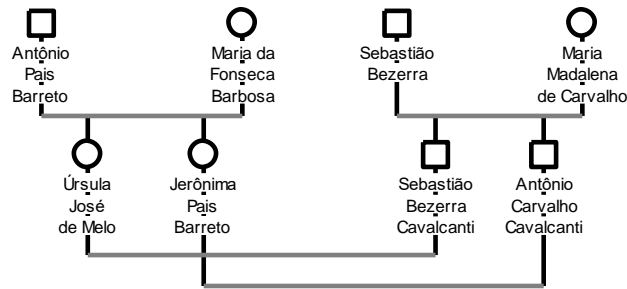 Antônio
Pais
Barreto
Maria da
Fonseca
Barbosa
Sebastião
Bezerra
Maria
Madalena
de Carvalho
Úrsula
José
de Melo
Jerônima
Pais
Barreto
Sebastião
Bezerra
Cavalcanti
Antônio
Carvalho
Cavalcanti